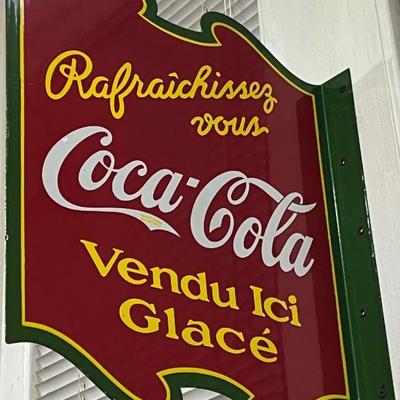 Rafraîchissez
vous
Coca-Cola
Vendu Ici
Glacé